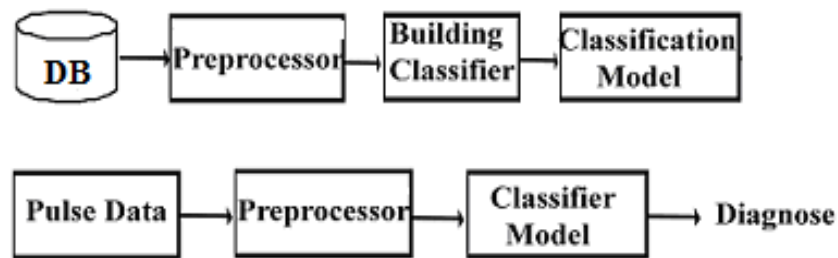 DB
Preprocessor
Building
Classifier
Classification
Model
Pulse Data
Preprocessor
Classifier
Model
Diagnose